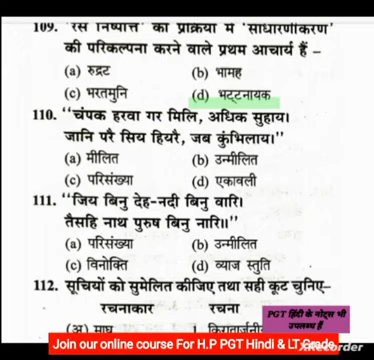 109. "रस निष्पत्ति" की प्रक्रिया में 'साधारणीकरण'
की परिकल्पना करने वाले प्रथम आचार्य हैं –
(a) रुद्रट (b) भामह
(c) भरतमुनि (d) भट्टनायक
110. "चंपक हरवा गर मिलि, अधिक सुहाय।
जानि परै सिय हियरै, जब कुंभिलाय।"
(a) मीलित (b) उन्मीलित
(c) परिसंख्या (d) एकावली
111. "जिय बिनु देह-नदी बिनु वारि।
तैसहि नाथ पुरुष बिनु नारि॥"
(a) परिसंख्या (b) उन्मीलित
(c) विनोक्ति (d) व्याज स्तुति
112. सूचियों को सुमेलित कीजिए तथा सही कूट चुनिए–
रचनाकार रचना
(अ) माघ
PGT हिंदी के नोट्स भी
उपलब्ध हैं
Join our online course For H.P PGT Hindi & LT Grade